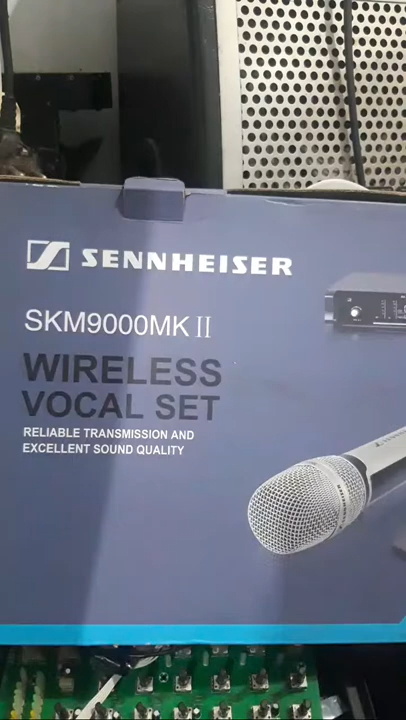 SENNHEISER
SKM9000MK II
WIRELESS
VOCAL SET
RELIABLE TRANSMISSION AND
EXCELLENT SOUND QUALITY